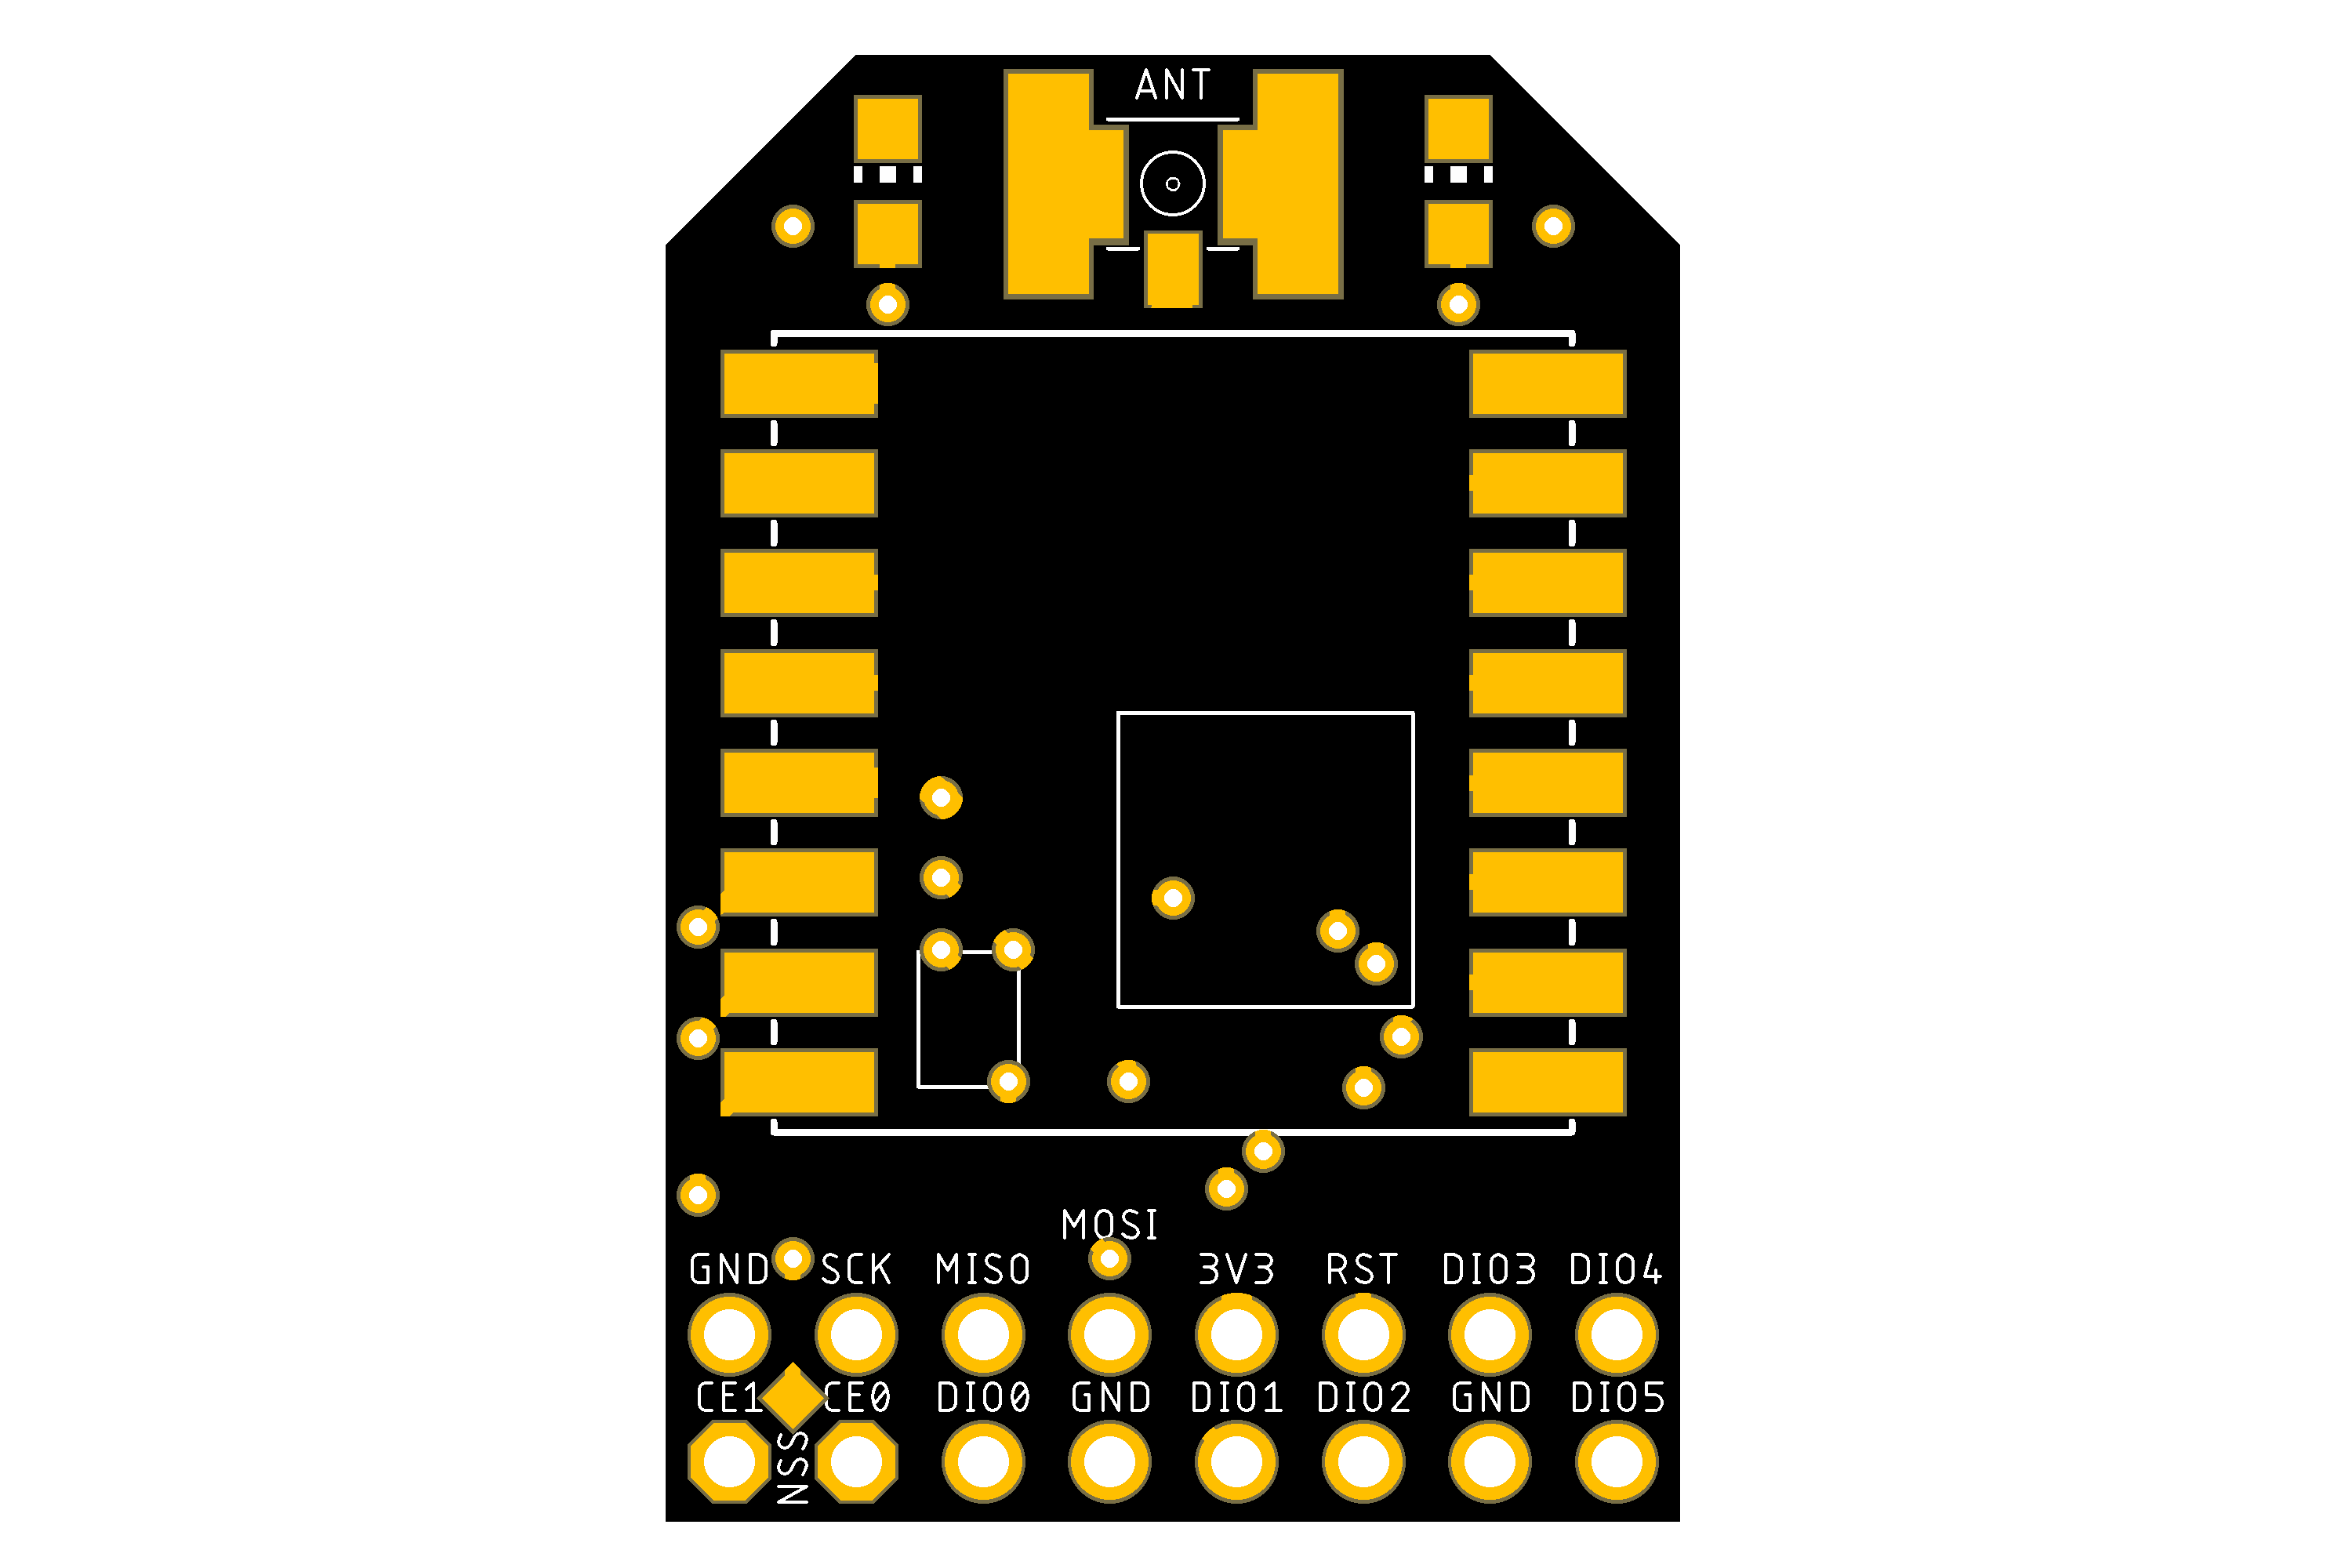 ANT
MOSI
GND SCK MISO 3V3 RST DIO3 DIO4
CE1 CE0 DIO0 GND DIO1 DIO2 GND DIO5
NSS